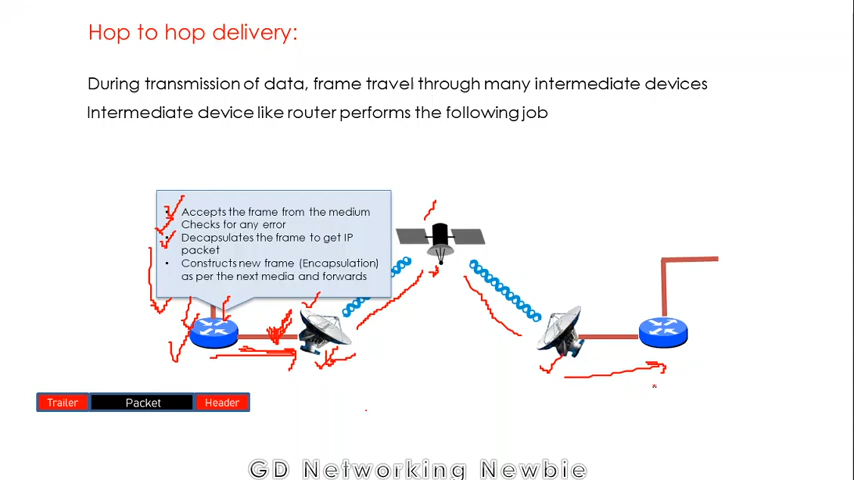 Hop to hop delivery:
During transmission of data, frame travel through many intermediate devices
Intermediate device like router performs the following job
Accepts the frame from the medium
Checks for any error
Decapsulates the frame to get IP
packet
Constructs new frame (Encapsulation)
as per the next media and forwards
Trailer Packet Header
GD Networking Newbie